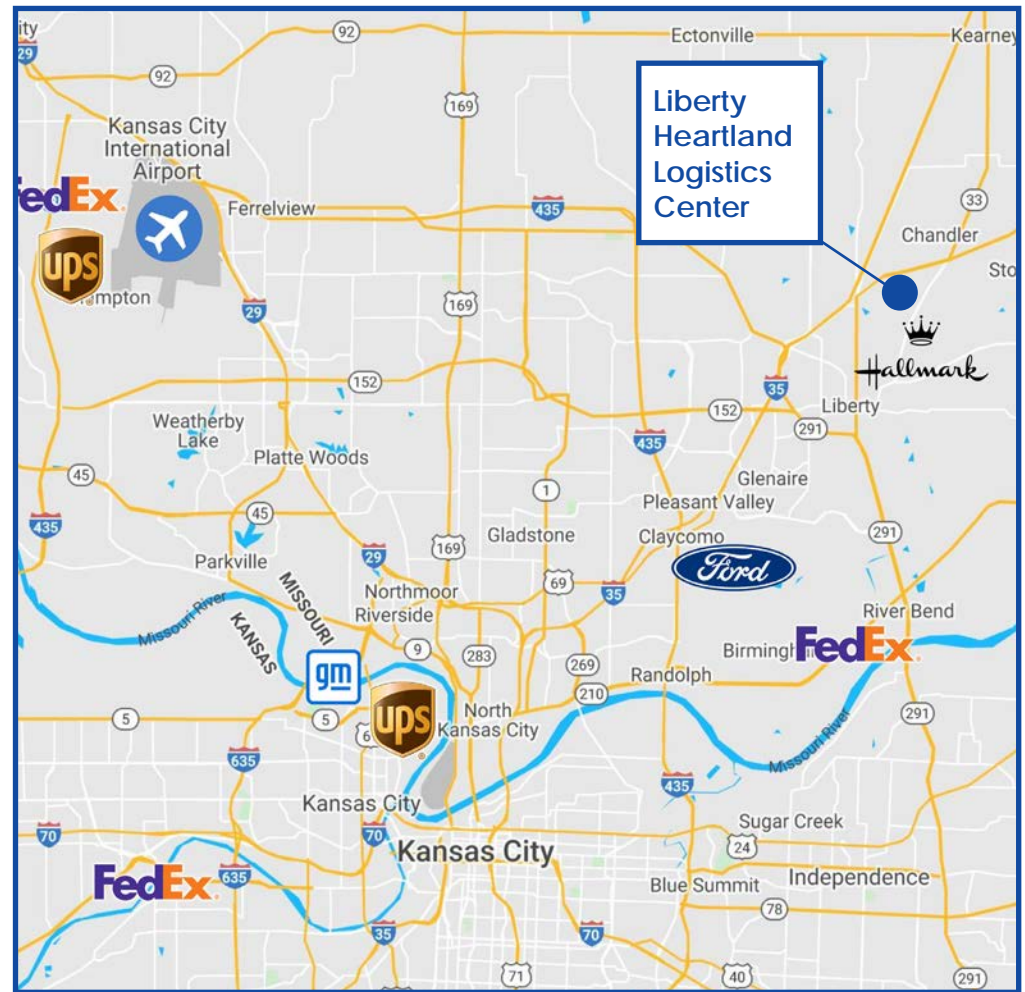 ity
92
Ectonville
Kearney
29
92
169
Liberty
Heartland
Logistics
Center
Kansas City
International
Airport
FedEx
435
33
Ferrelview
Chandler
ups
Sto
mpton
29
169
Hallmark
152
35
152
Liberty
291
Weatherby
Lake
435
Platte Woods
45
Glenaire
1
Pleasant Valley
45
435
Gladstone
Claycomo
291
169
29
Parkville
Ford
69
35
Northmoor
MISSOURI
KANSAS
Missouri River
Riverside
River Bend
9
283
Birmingh
FedEx
269
gm
Randolph
210
ups
North
Kansas City
5
5
6
291
Missouri River
635
435
Kansas City
70
70
Sugar Creek
24
Kansas City
FedEx
635
Blue Summit
Independence
78
35
70
71
40
291